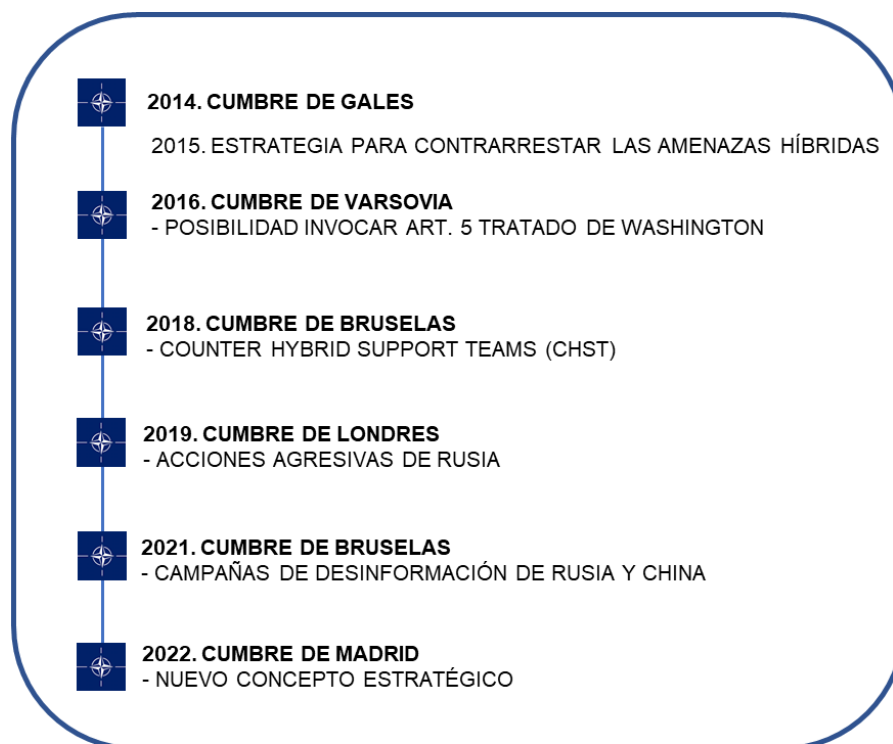 2014. CUMBRE DE GALES
2015. ESTRATEGIA PARA CONTRARRESTAR LAS AMENAZAS HÍBRIDAS
2016. CUMBRE DE VARSOVIA
- POSIBILIDAD INVOCAR ART. 5 TRATADO DE WASHINGTON
2018. CUMBRE DE BRUSELAS
- COUNTER HYBRID SUPPORT TEAMS (CHST)
2019. CUMBRE DE LONDRES
- ACCIONES AGRESIVAS DE RUSIA
2021. CUMBRE DE BRUSELAS
- CAMPAÑAS DE DESINFORMACIÓN DE RUSIA Y CHINA
2022. CUMBRE DE MADRID
- NUEVO CONCEPTO ESTRATÉGICO